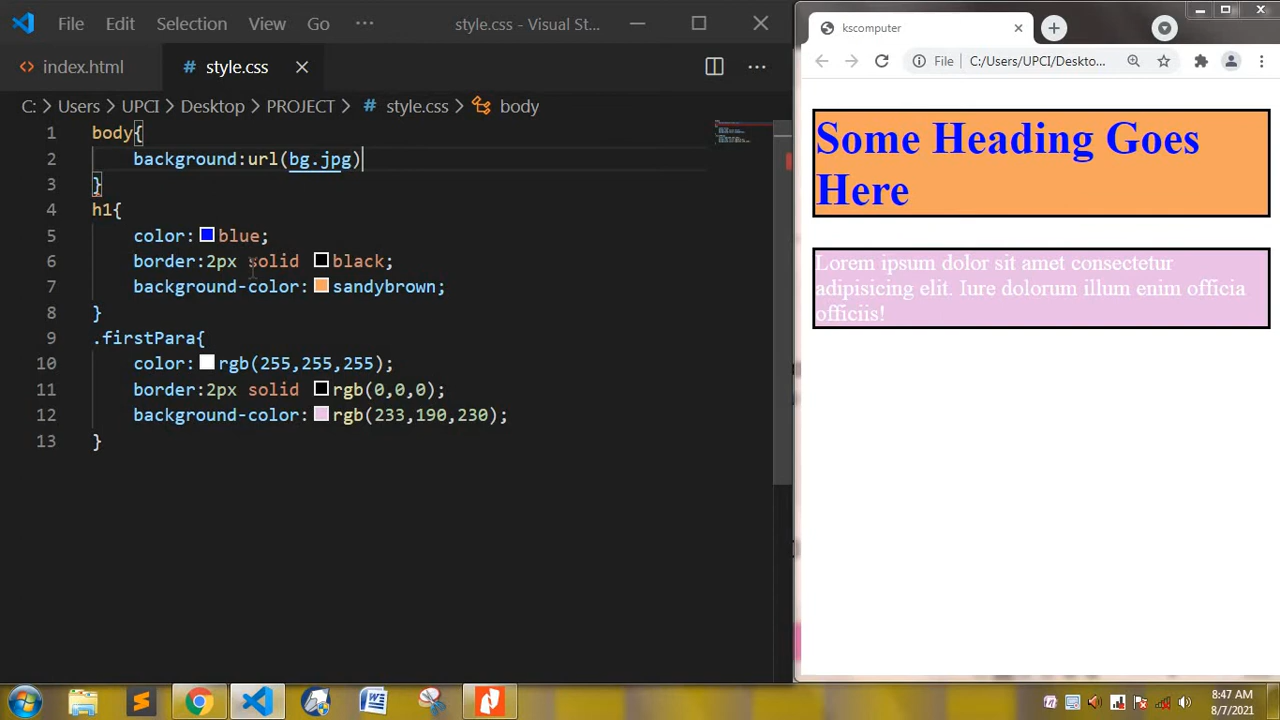 File Edit Selection View Go ··· style.css - Visual St...
index.html # style.css
C: > Users > UPCI > Desktop > PROJECT > # style.css > body
1 body{
2 background:url(bg.jpg)
3 }
4 h1{
5 color: blue;
6 border:2px solid black;
7 background-color: sandybrown;
8 }
9 .firstPara{
10 color: rgb(255,255,255);
11 border:2px solid rgb(0,0,0);
12 background-color: rgb(233,190,230);
13 }
kscomputer
File C:/Users/UPCI/Deskto...
Some Heading Goes
Here
Lorem ipsum dolor sit amet consectetur
adipisicing elit. Iure dolorum illum enim officia
officiis!
8:47 AM
8/7/2021